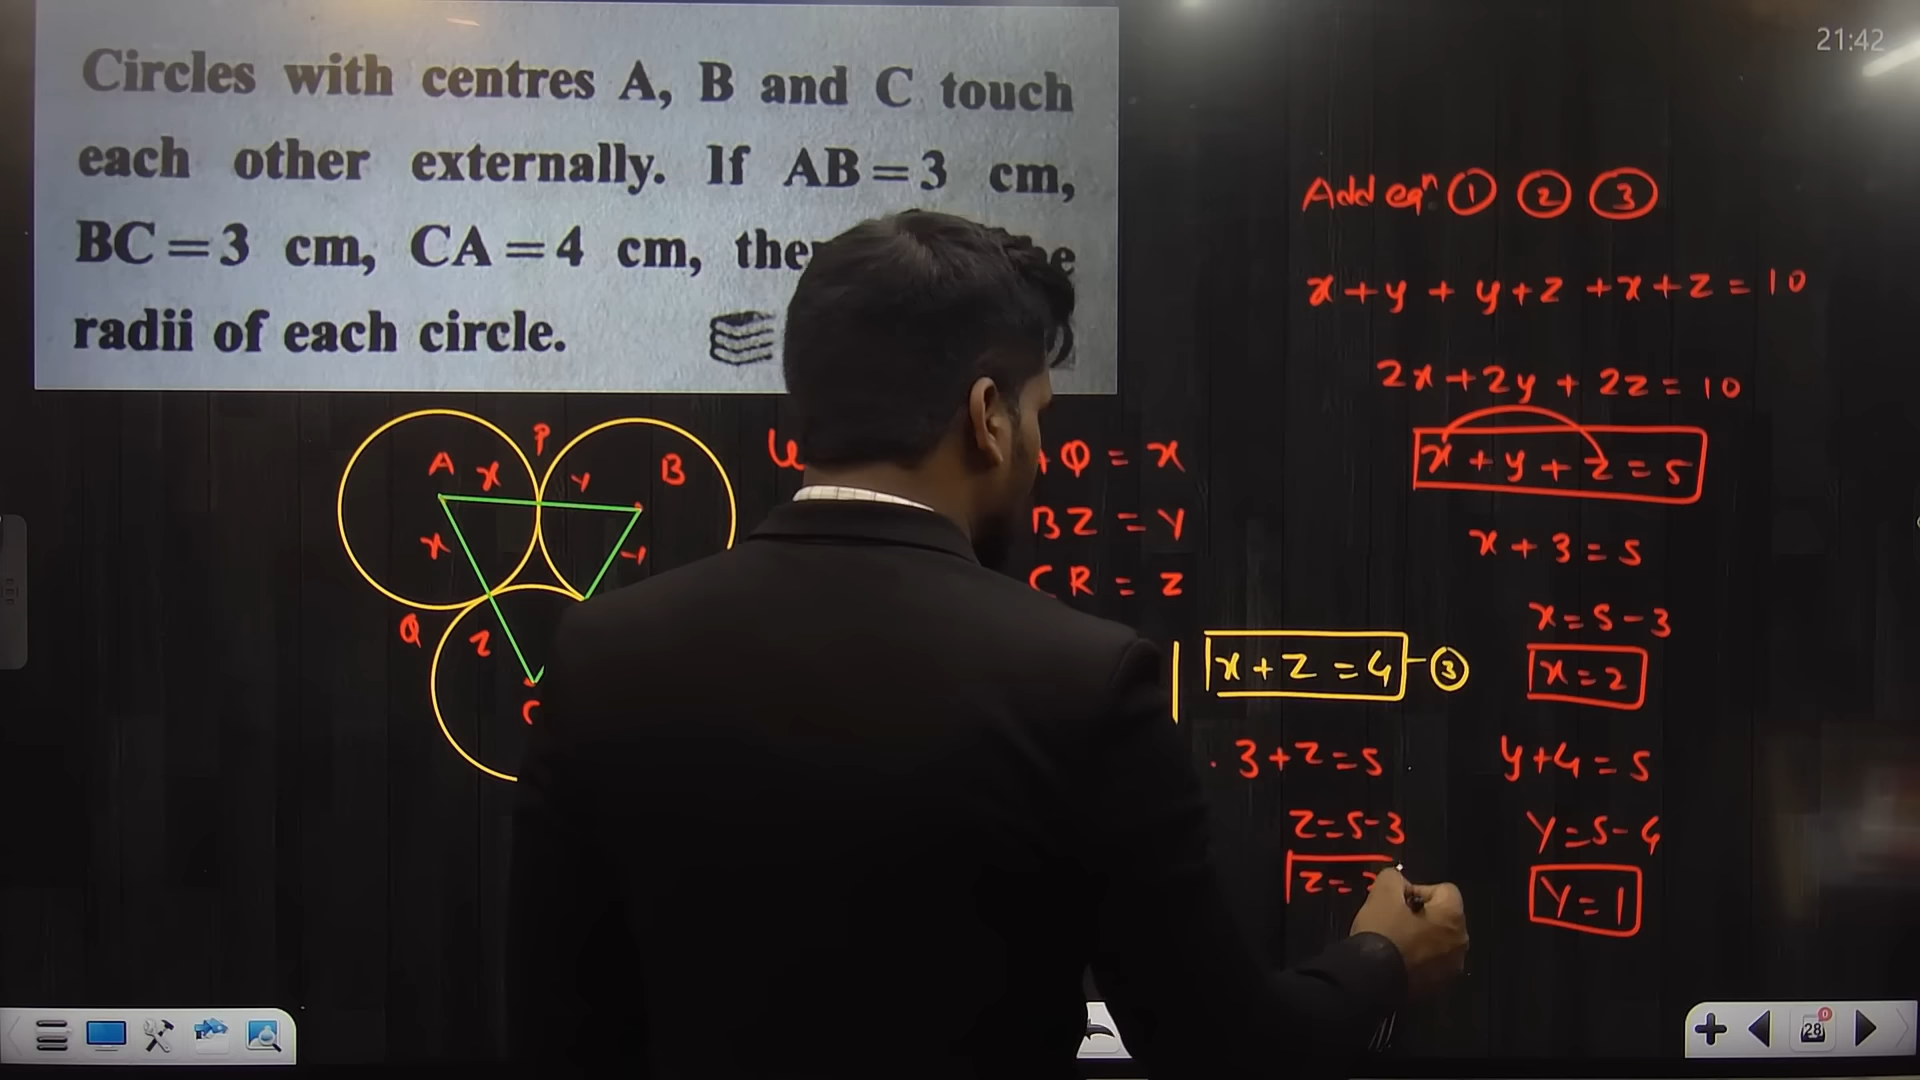 21:42
Circles with centres A, B and C touch
each other externally. If AB=3 cm,
BC=3 cm, CA=4 cm,
radii of each circle.
A x P y B
x y
Q z
C
Q = x
BZ = y
CR = z
x+z = 4 - 3
3+z=5
z=5-3
z=
Add eqn 1 2 3
x+y + y+z +x+z = 10
2x+2y + 2z = 10
x+y+z = 5
x+3 = 5
x=5-3
x=2
y+4=5
y=5-4
y=1
28
0